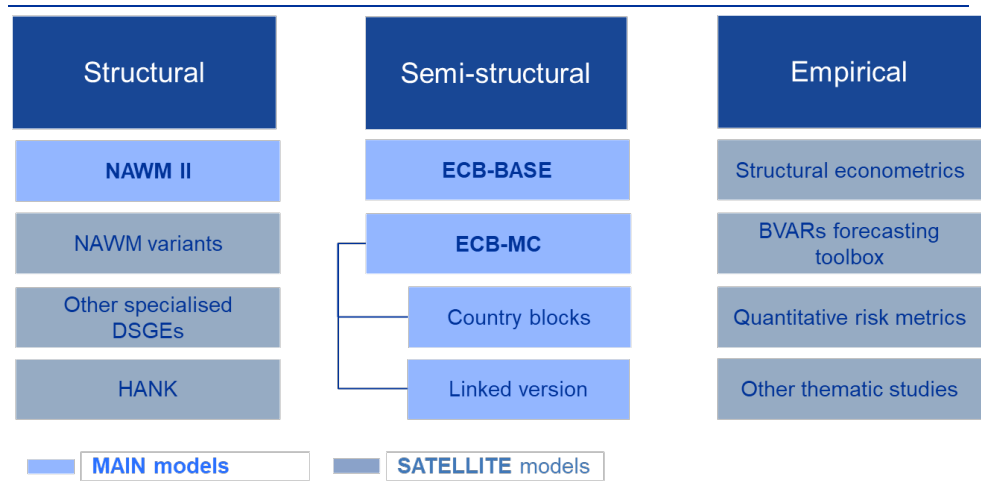 Structural
Semi-structural
Empirical
NAWM II
ECB-BASE
Structural econometrics
NAWM variants
ECB-MC
BVARs forecasting
toolbox
Other specialised
DSGEs
Country blocks
Quantitative risk metrics
HANK
Linked version
Other thematic studies
MAIN models
SATELLITE models